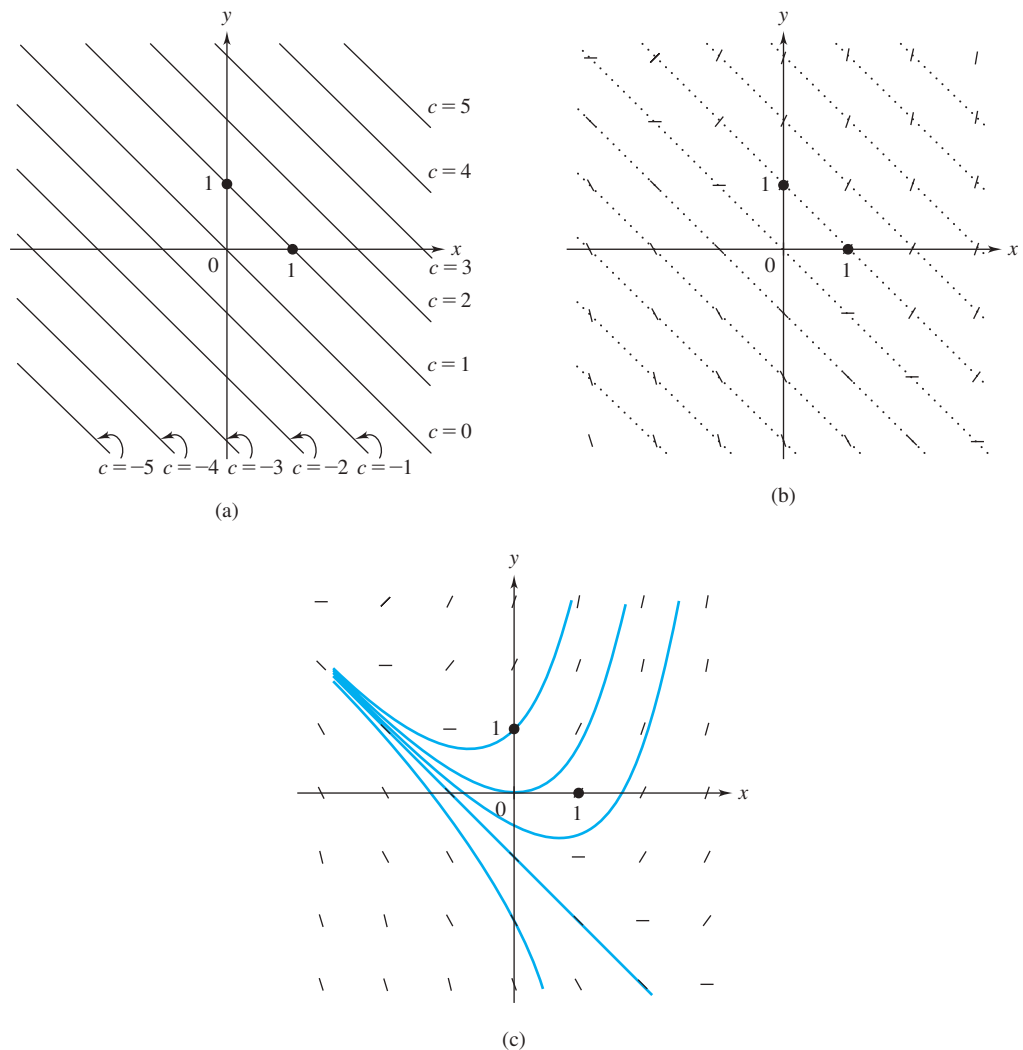 y
c = 5
c = 4
1
x
0
1
c = 3
c = 2
c = 1
c = 0
c = −5 c = −4 c = −3 c = −2 c = −1
(a)
y
1
x
0
1
(b)
y
1
x
0
1
(c)